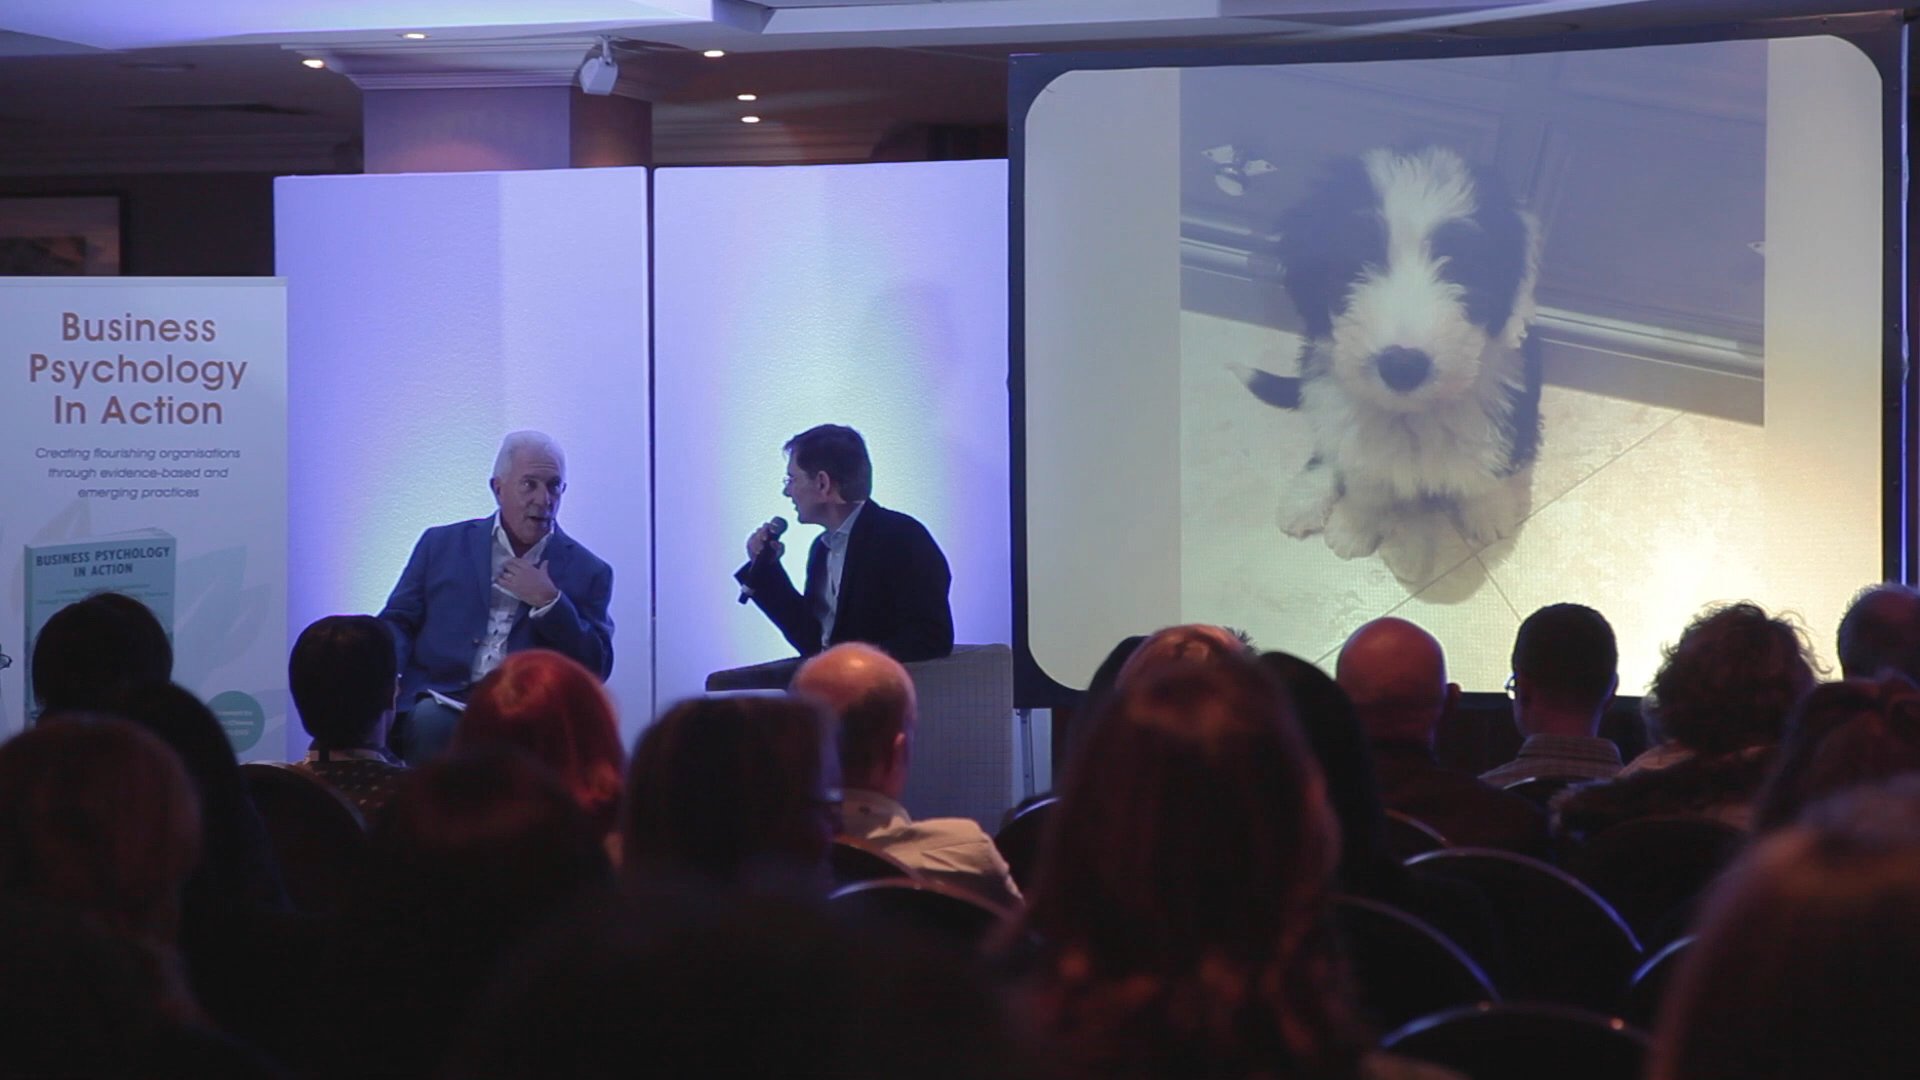 Business
Psychology
In Action
Creating flourishing organisations
through evidence-based and
emerging practices
BUSINESS PSYCHOLOGY
IN ACTION